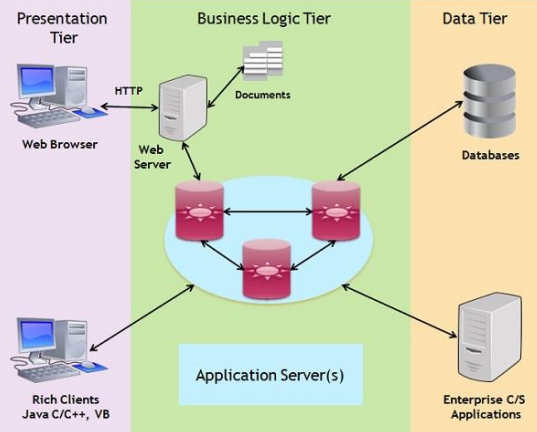 Presentation
Tier
Business Logic Tier
Data Tier
HTTP
Documents
Web Browser
Web
Server
Databases
Rich Clients
Java C/C++, VB
Application Server(s)
Enterprise C/S
Applications